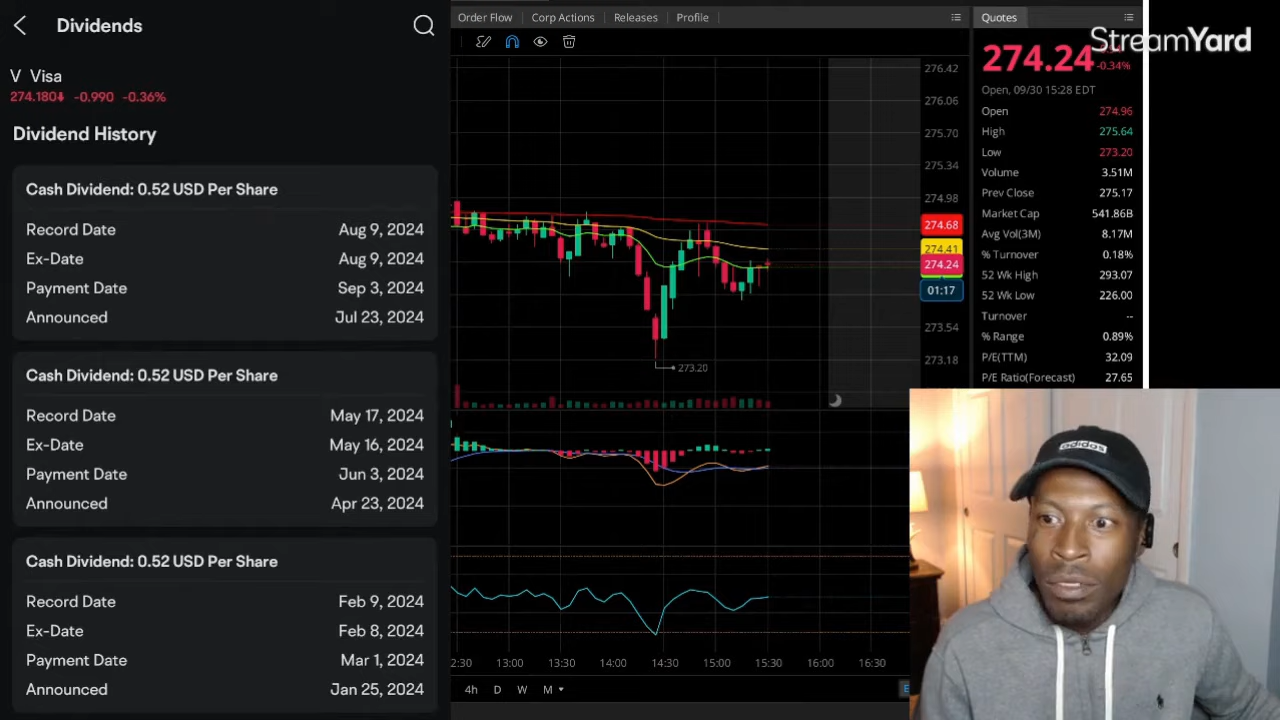 Dividends
V Visa
274.180 -0.990 -0.36%
Dividend History
Cash Dividend: 0.52 USD Per Share
Record Date Aug 9, 2024
Ex-Date Aug 9, 2024
Payment Date Sep 3, 2024
Announced Jul 23, 2024
Cash Dividend: 0.52 USD Per Share
Record Date May 17, 2024
Ex-Date May 16, 2024
Payment Date Jun 3, 2024
Announced Apr 23, 2024
Cash Dividend: 0.52 USD Per Share
Record Date Feb 9, 2024
Ex-Date Feb 8, 2024
Payment Date Mar 1, 2024
Announced Jan 25, 2024
Order Flow Corp Actions Releases Profile
276.42
276.06
275.70
275.34
274.98
274.68
274.41
274.24
01:17
273.54
273.18
273.20
2:30 13:00 13:30 14:00 14:30 15:00 15:30 16:00 16:30
4h D W M
Quotes
StreamYard
274.24
-0.34%
Open, 09/30 15:28 EDT
Open 274.96
High 275.64
Low 273.20
Volume 3.51M
Prev Close 275.17
Market Cap 541.86B
Avg Vol(3M) 8.17M
% Turnover 0.18%
52 Wk High 293.07
52 Wk Low 226.00
Turnover --
% Range 0.89%
P/E(TTM) 32.09
P/E Ratio(Forecast) 27.65
adidas